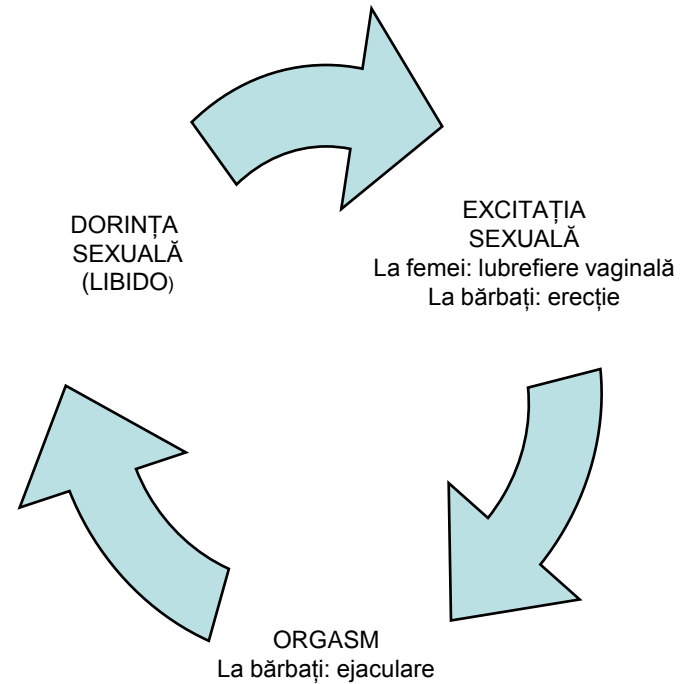 DORINȚA
SEXUALĂ
(LIBIDO)
EXCITAȚIA
SEXUALĂ
La femei: lubrefiere vaginală
La bărbați: erecție
ORGASM
La bărbați: ejaculare